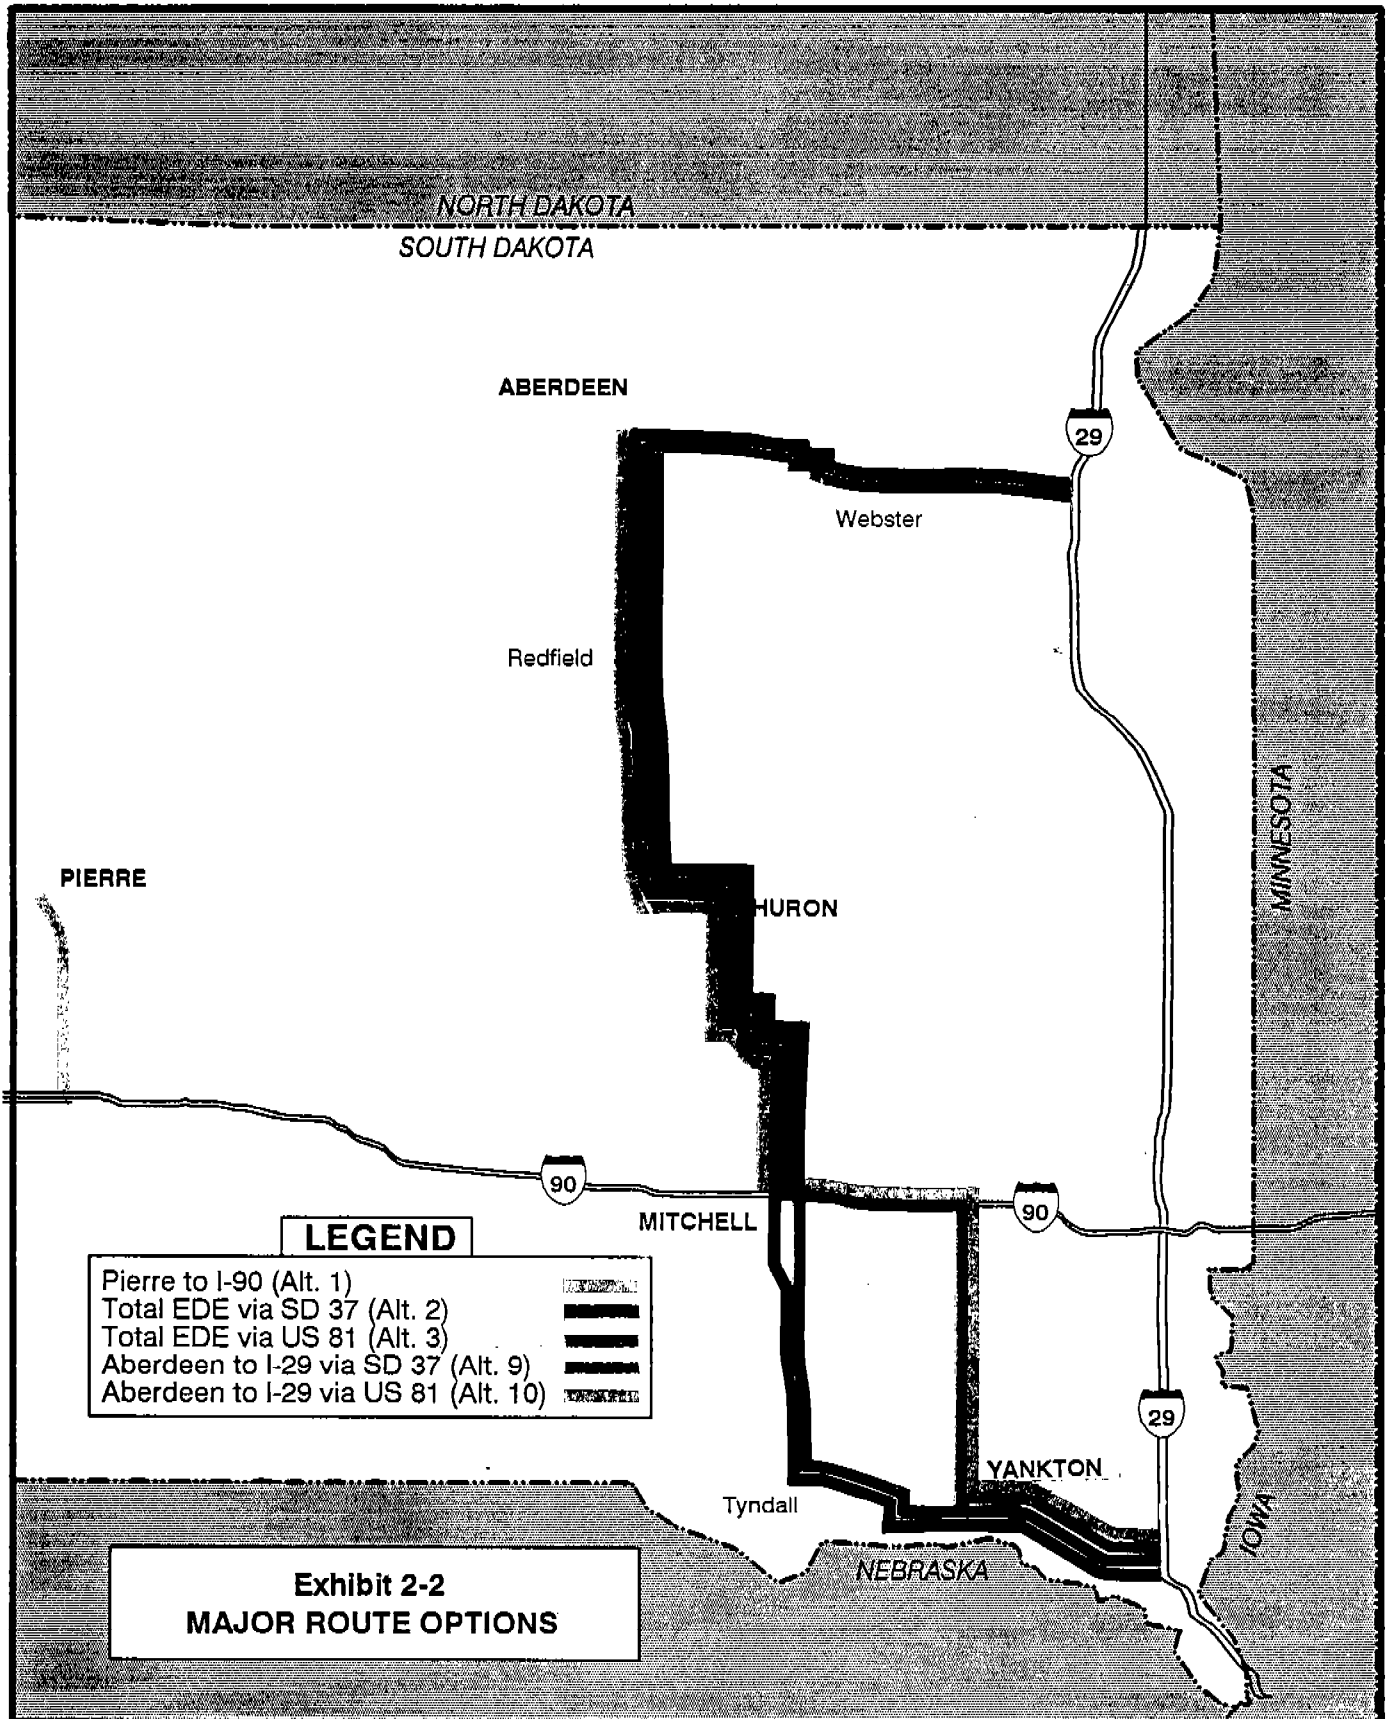 NORTH DAKOTA
SOUTH DAKOTA
ABERDEEN
29
Webster
Redfield
MINNESOTA
PIERRE
HURON
90
90
MITCHELL
LEGEND
Pierre to I-90 (Alt. 1)
Total EDE via SD 37 (Alt. 2)
Total EDE via US 81 (Alt. 3)
Aberdeen to I-29 via SD 37 (Alt. 9)
Aberdeen to I-29 via US 81 (Alt. 10)
29
YANKTON
Tyndall
IOWA
NEBRASKA
Exhibit 2-2
MAJOR ROUTE OPTIONS